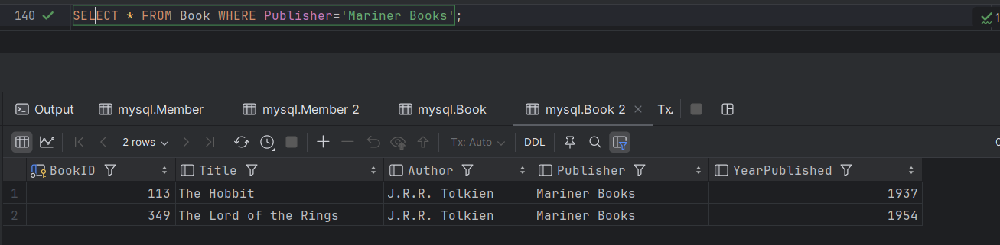 140 SELECT * FROM Book WHERE Publisher='Mariner Books'; 1
Output mysql.Member mysql.Member 2 mysql.Book mysql.Book 2 Tx
2 rows Tx: Auto DDL
BookID Title Author Publisher YearPublished
1 113 The Hobbit J.R.R. Tolkien Mariner Books 1937
2 349 The Lord of the Rings J.R.R. Tolkien Mariner Books 1954